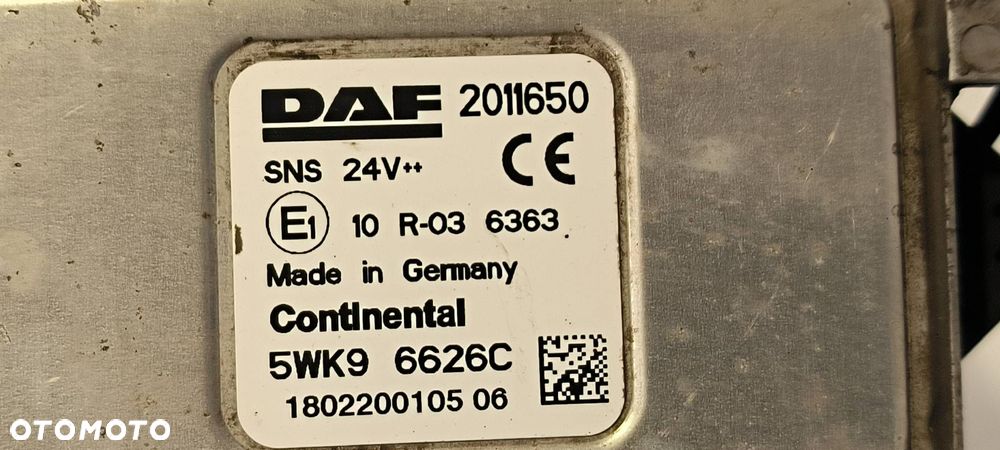 DAF 2011650
SNS 24V++ CE
E1 10 R-03 6363
Made in Germany
Continental
5WK9 6626C
1802200105 06
OTOMOTO